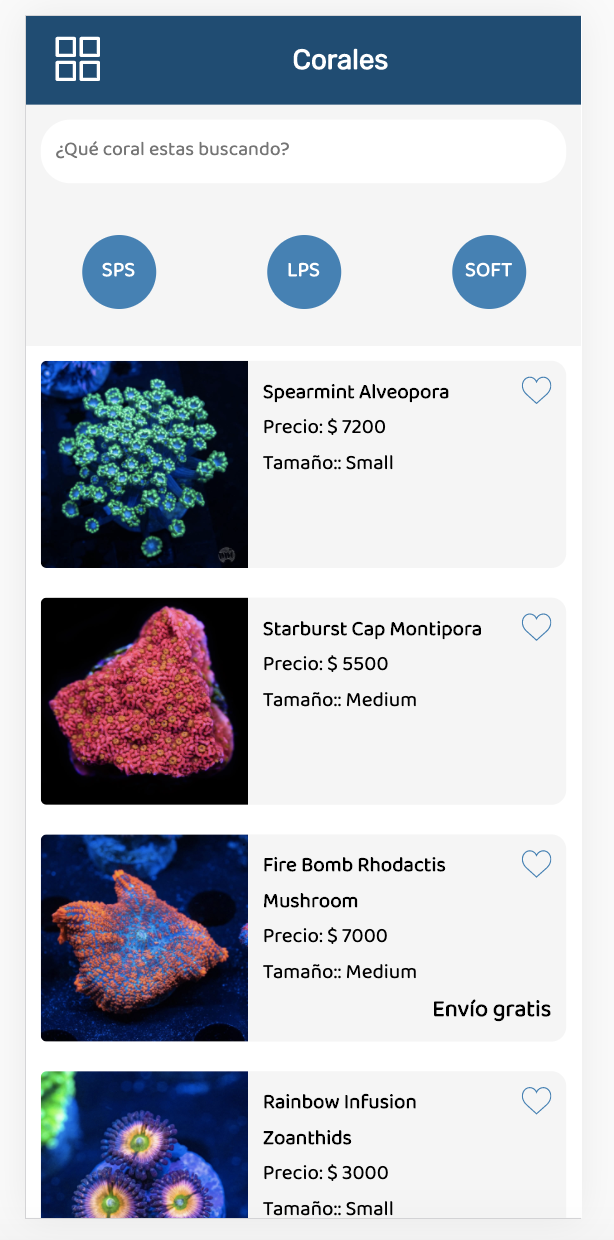 Corales
¿Qué coral estas buscando?
SPS
LPS
SOFT
Spearmint Alveopora
Precio: $ 7200
Tamaño:: Small
Starburst Cap Montipora
Precio: $ 5500
Tamaño:: Medium
Fire Bomb Rhodactis
Mushroom
Precio: $ 7000
Tamaño:: Medium
Envío gratis
Rainbow Infusion
Zoanthids
Precio: $ 3000
Tamaño:: Small